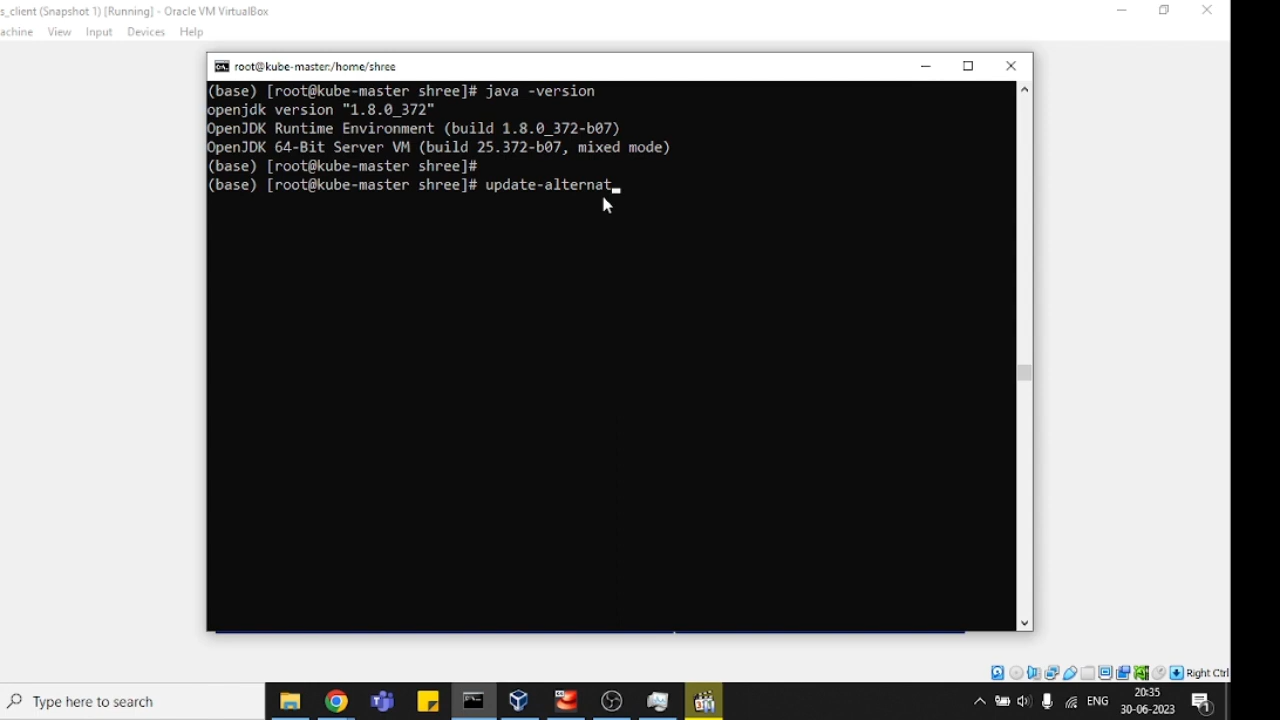 s_client (Snapshot 1) [Running] - Oracle VM VirtualBox
achine View Input Devices Help
root@kube-master:/home/shree
(base) [root@kube-master shree]# java -version
openjdk version "1.8.0_372"
OpenJDK Runtime Environment (build 1.8.0_372-b07)
OpenJDK 64-Bit Server VM (build 25.372-b07, mixed mode)
(base) [root@kube-master shree]#
(base) [root@kube-master shree]# update-alternat
Right Ctrl
Type here to search
ENG
20:35
30-06-2023
1